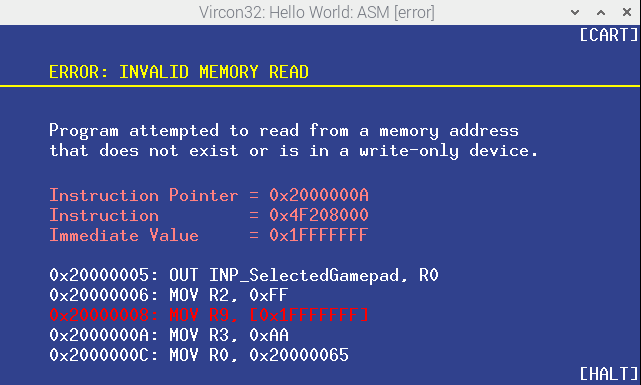 Vircon32: Hello World: ASM [error]
[CART]
ERROR: INVALID MEMORY READ
Program attempted to read from a memory address
that does not exist or is in a write-only device.
Instruction Pointer = 0x2000000A
Instruction         = 0x4F208000
Immediate Value     = 0x1FFFFFFF
0x20000005: OUT INP_SelectedGamepad, R0
0x20000006: MOV R2, 0xFF
0x20000008: MOV R9, [0x1FFFFFFF]
0x2000000A: MOV R3, 0xAA
0x2000000C: MOV R0, 0x20000065
[HALT]